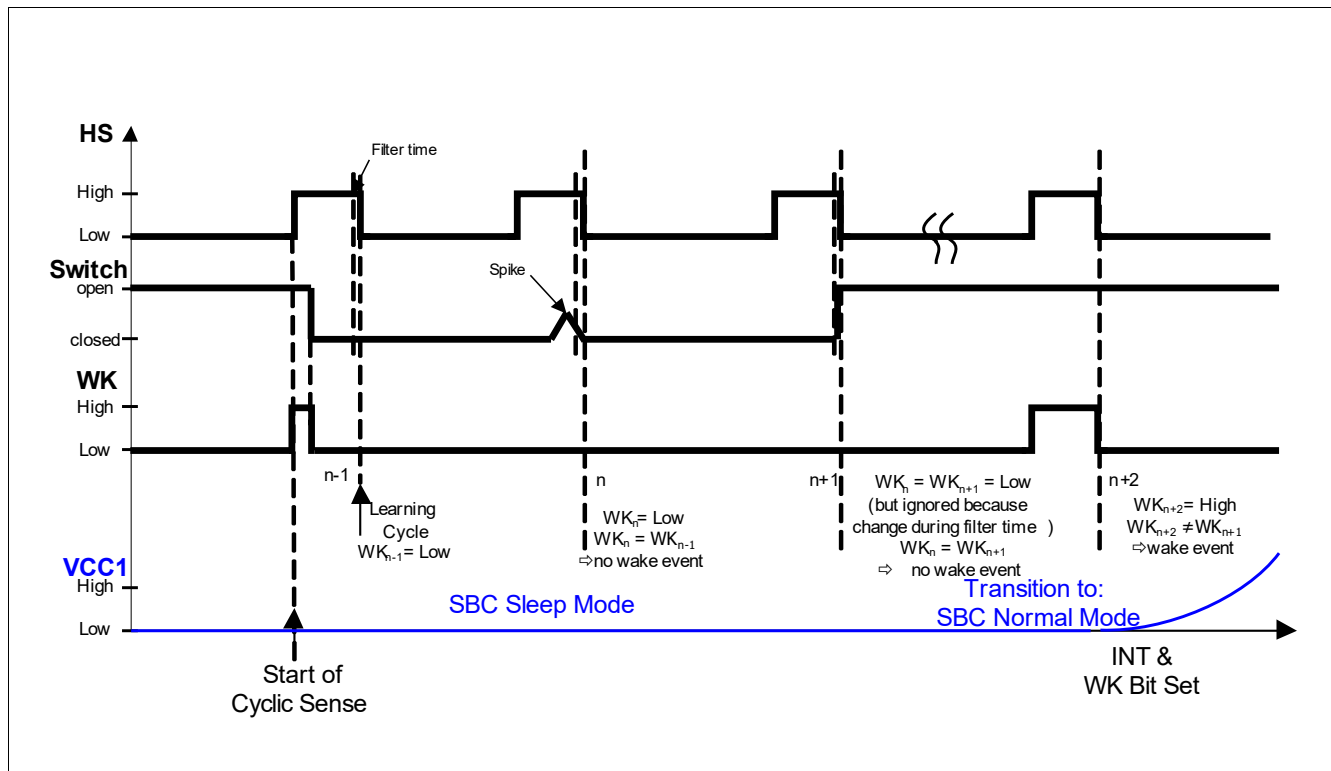 HS
Filter time
High
Low
Switch
open
Spike
closed
WK
High
Low
n-1
n
n+1
n+2
Learning
Cycle
WKn-1= Low
WKn= Low
WKn = WKn-1
⇨no wake event
WKn = WKn+1 = Low
(but ignored because
change during filter time )
WKn = WKn+1
⇨ no wake event
WKn+2= High
WKn+2 ≠WKn+1
⇨wake event
VCC1
High
Low
SBC Sleep Mode
Transition to:
SBC Normal Mode
Start of
Cyclic Sense
INT &
WK Bit Set